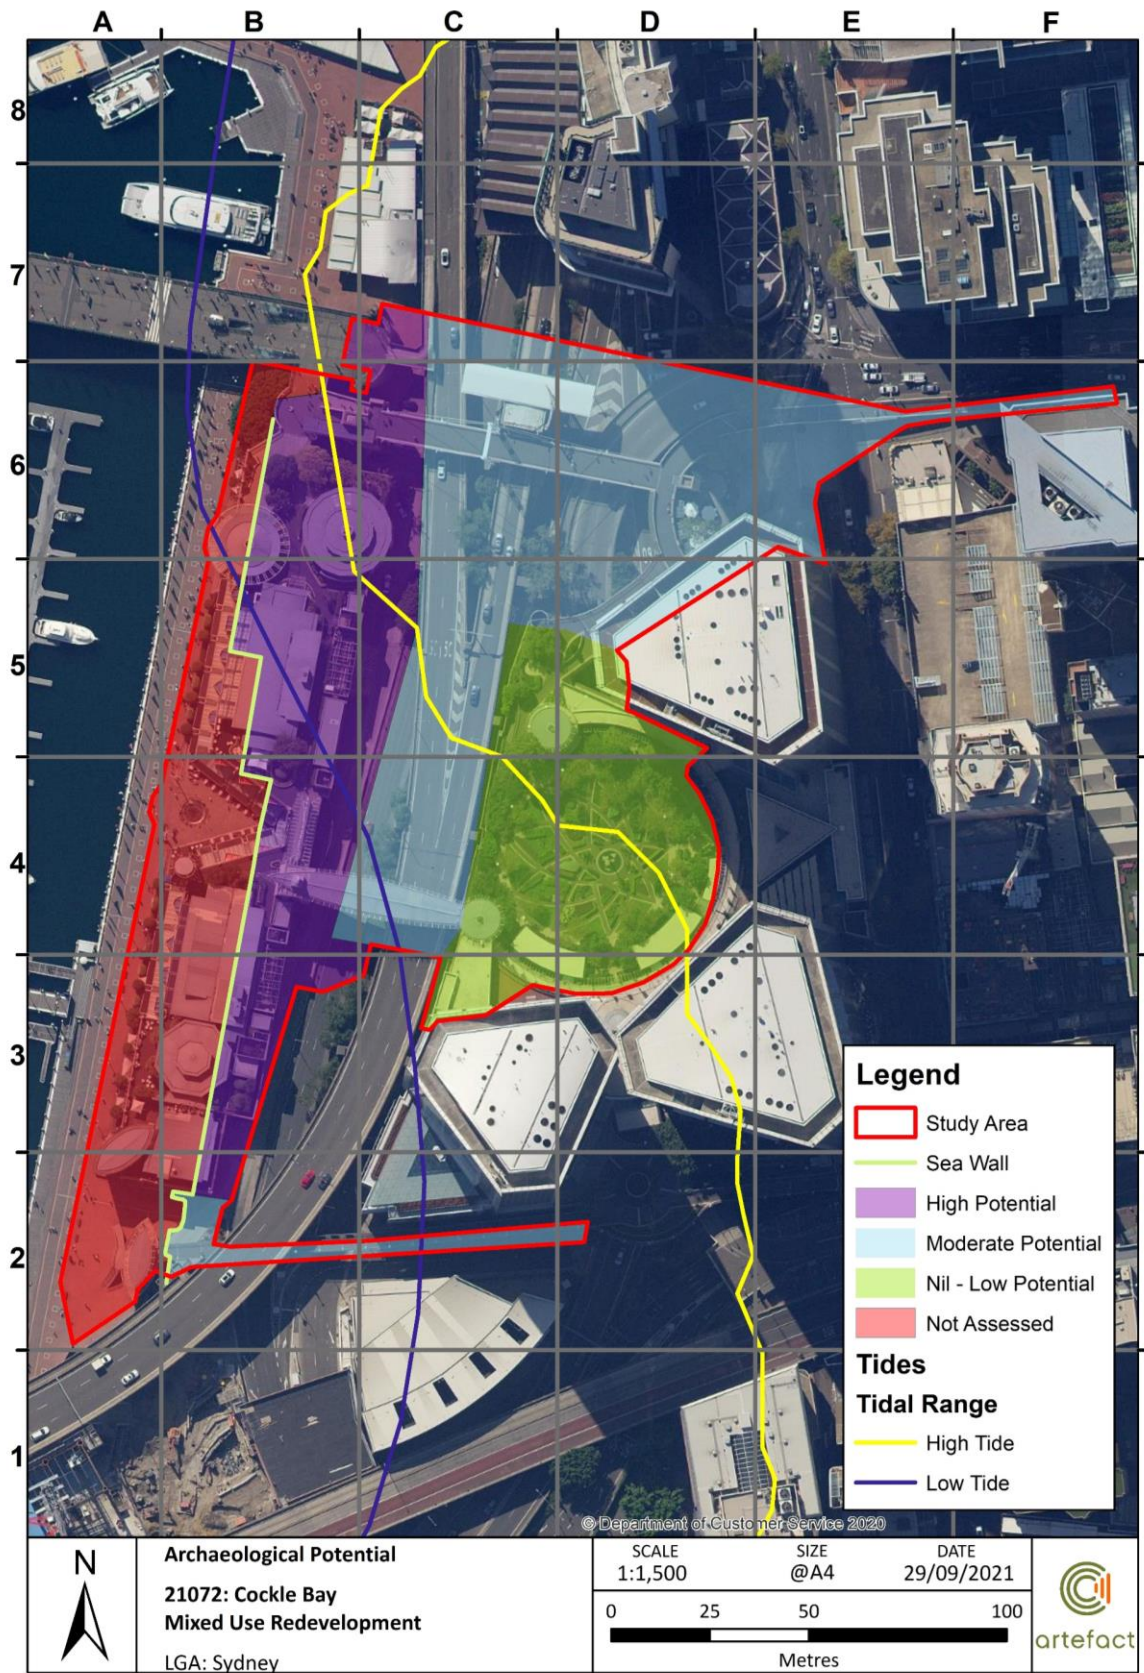 A B C D E F
8
7
6
5
4
3
2
1
Legend
Study Area
Sea Wall
High Potential
Moderate Potential
Nil - Low Potential
Not Assessed
Tides
Tidal Range
High Tide
Low Tide
© Department of Customer Service 2020
N
Archaeological Potential
21072: Cockle Bay
Mixed Use Redevelopment
LGA: Sydney
SCALE SIZE DATE
1:1,500 @A4 29/09/2021
0 25 50 100
Metres
artefact